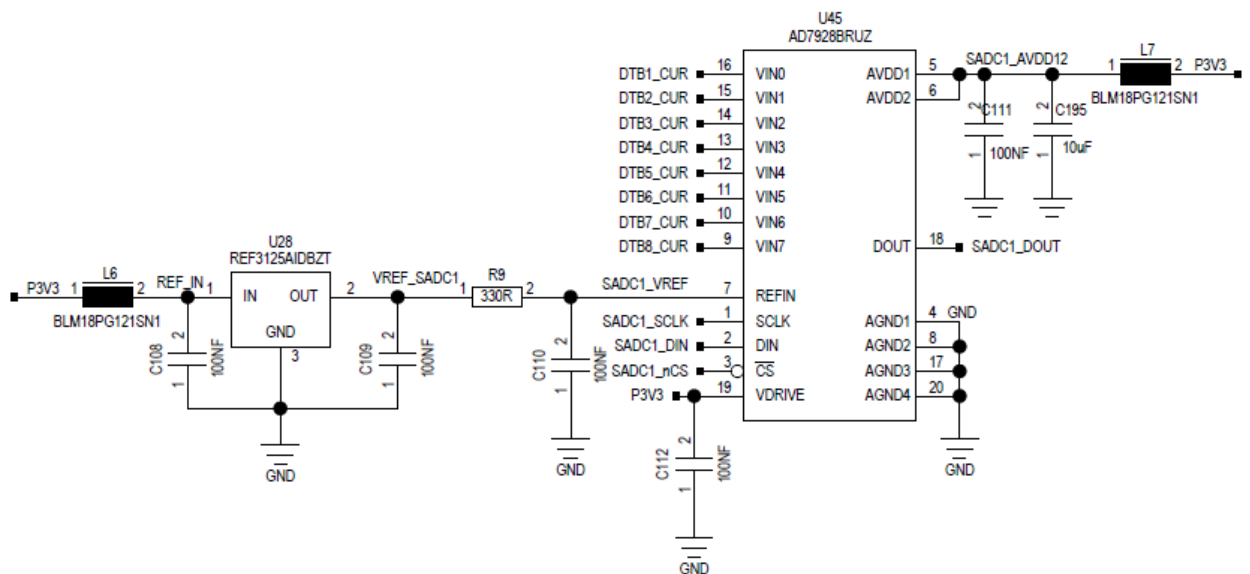 U45
AD7928BRUZ
DTB1_CUR 16 VIN0 AVDD1 5 SADC1_AVDD12 1 L7 2 P3V3
DTB2_CUR 15 VIN1 AVDD2 6 BLM18PG121SN1
DTB3_CUR 14 VIN2 2 C111 2 C195
DTB4_CUR 13 VIN3 1 100NF 1 10uF
DTB5_CUR 12 VIN4
DTB6_CUR 11 VIN5
DTB7_CUR 10 VIN6
DTB8_CUR 9 VIN7 DOUT 18 SADC1_DOUT
U28
REF3125AIDBZT
P3V3 1 L6 2 REF_IN 1 IN OUT 2 VREF_SADC1 1 R9 2 SADC1_VREF 7 REFIN
BLM18PG121SN1 330R
GND 3
SADC1_SCLK 1 SCLK AGND1 4 GND
C108 1 2 100NF C109 1 2 100NF C110 1 2 100NF
SADC1_DIN 2 DIN AGND2 8
SADC1_nCS 3 CS AGND3 17
P3V3 19 VDRIVE AGND4 20
GND GND GND
C112 1 2 100NF
GND